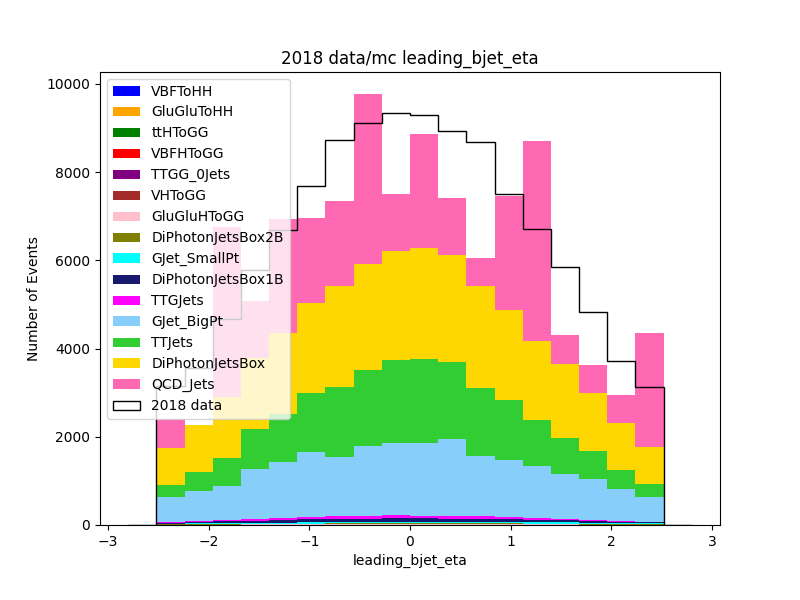 2018 data/mc leading_bjet_eta
Number of Events
10000
8000
6000
4000
2000
0
VBFToHH
GluGluToHH
ttHToGG
VBFHToGG
TTGG_0Jets
VHToGG
GluGluHToGG
DiPhotonJetsBox2B
GJet_SmallPt
DiPhotonJetsBox1B
TTGJets
GJet_BigPt
TTJets
DiPhotonJetsBox
QCD_Jets
2018 data
−3 −2 −1 0 1 2 3
leading_bjet_eta